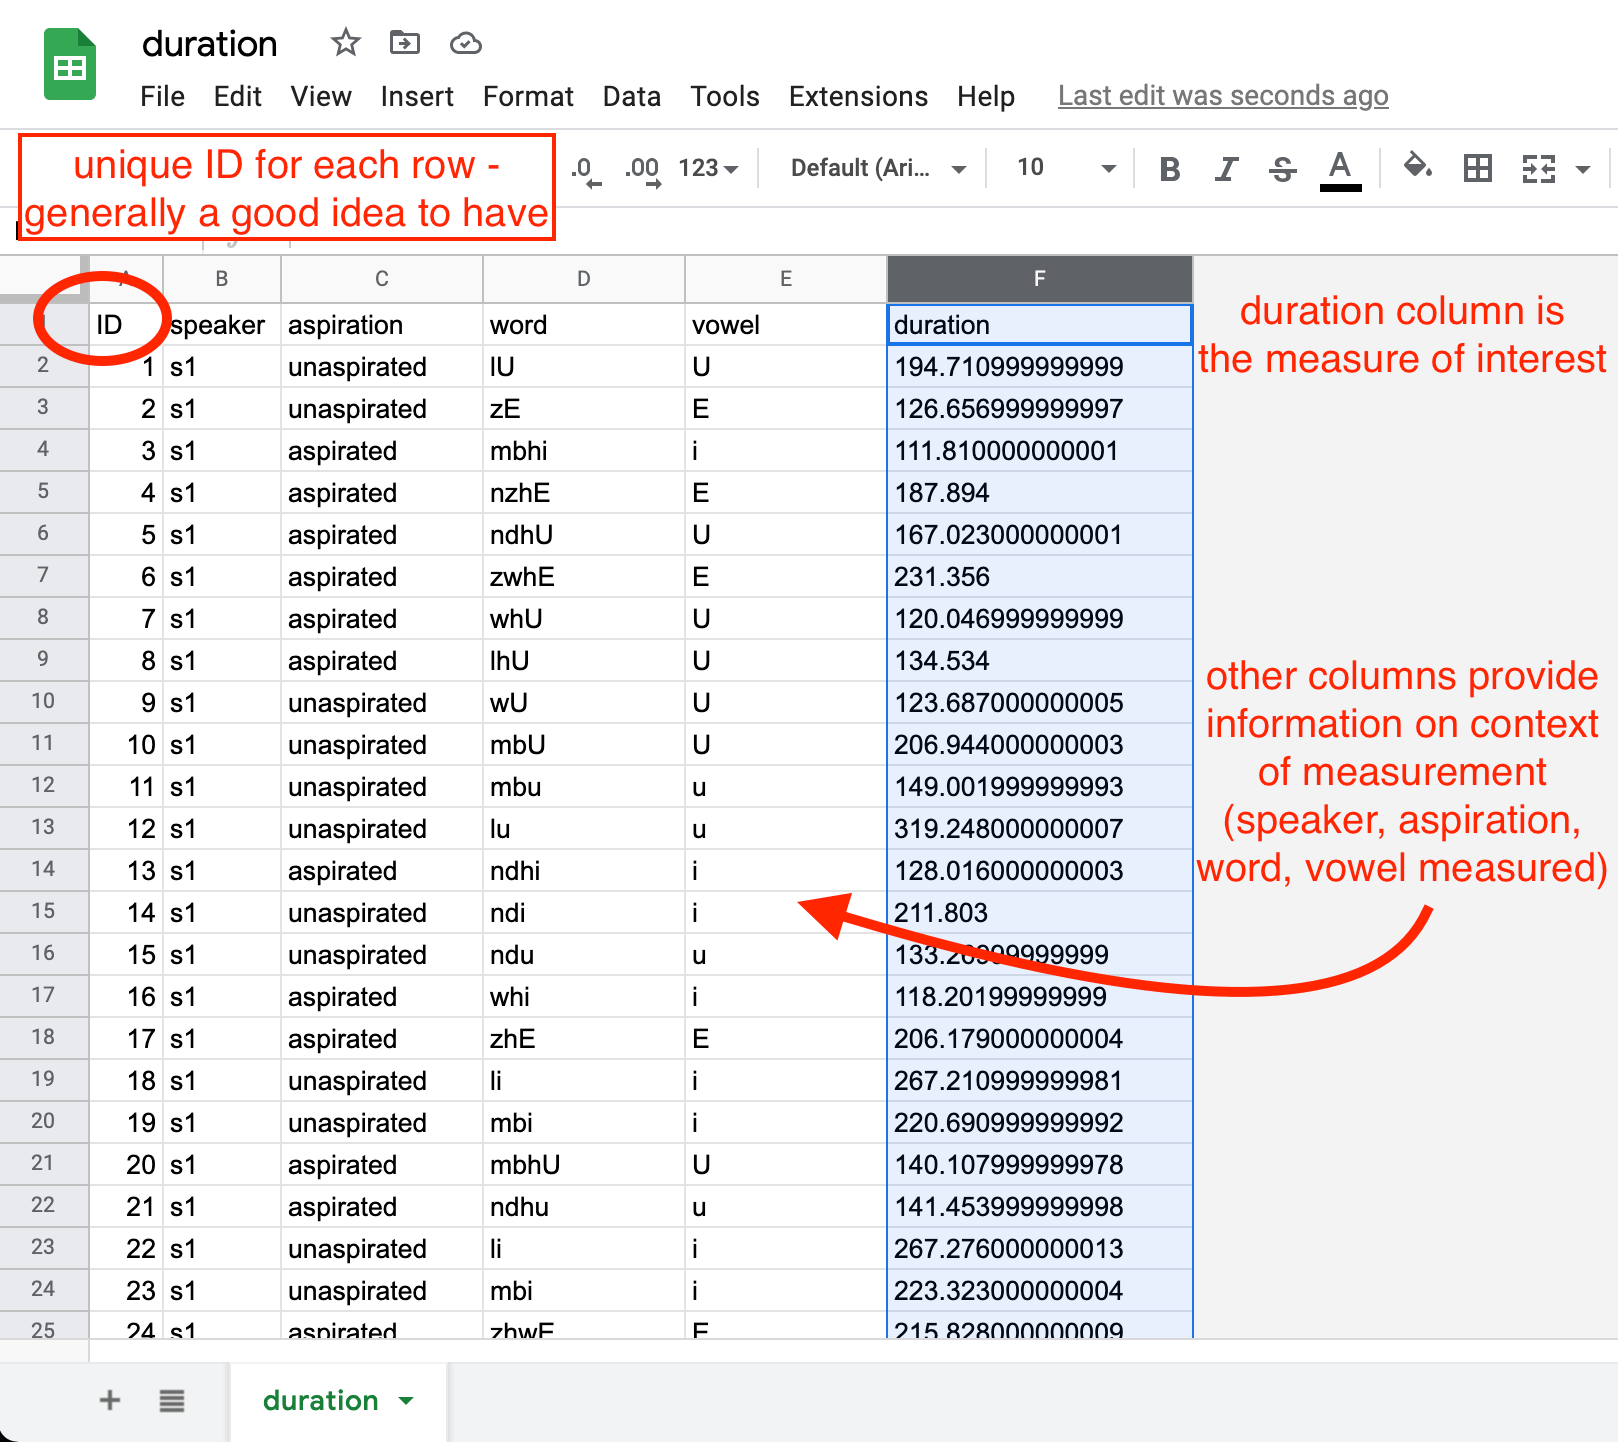 duration
File Edit View Insert Format Data Tools Extensions Help Last edit was seconds ago
unique ID for each row -
generally a good idea to have
.0 .00 123 Default (Ari... 10 B I S A
A B C D E F
ID speaker aspiration word vowel duration
2 1 s1 unaspirated lU U 194.710999999999
3 2 s1 unaspirated zE E 126.656999999997
4 3 s1 aspirated mbhi i 111.810000000001
5 4 s1 aspirated nzhE E 187.894
6 5 s1 aspirated ndhU U 167.023000000001
7 6 s1 aspirated zwhE E 231.356
8 7 s1 aspirated whU U 120.046999999999
9 8 s1 aspirated lhU U 134.534
10 9 s1 unaspirated wU U 123.687000000005
11 10 s1 unaspirated mbU U 206.944000000003
12 11 s1 unaspirated mbu u 149.001999999993
13 12 s1 unaspirated lu u 319.248000000007
14 13 s1 aspirated ndhi i 128.016000000003
15 14 s1 unaspirated ndi i 211.803
16 15 s1 unaspirated ndu u 133.26999999999
17 16 s1 aspirated whi i 118.20199999999
18 17 s1 aspirated zhE E 206.179000000004
19 18 s1 unaspirated li i 267.210999999981
20 19 s1 unaspirated mbi i 220.690999999992
21 20 s1 aspirated mbhU U 140.107999999978
22 21 s1 aspirated ndhu u 141.453999999998
23 22 s1 unaspirated li i 267.276000000013
24 23 s1 unaspirated mbi i 223.323000000004
25 24 s1 aspirated zhwE E 215.828000000009
duration column is
the measure of interest
other columns provide
information on context
of measurement
(speaker, aspiration,
word, vowel measured)
duration